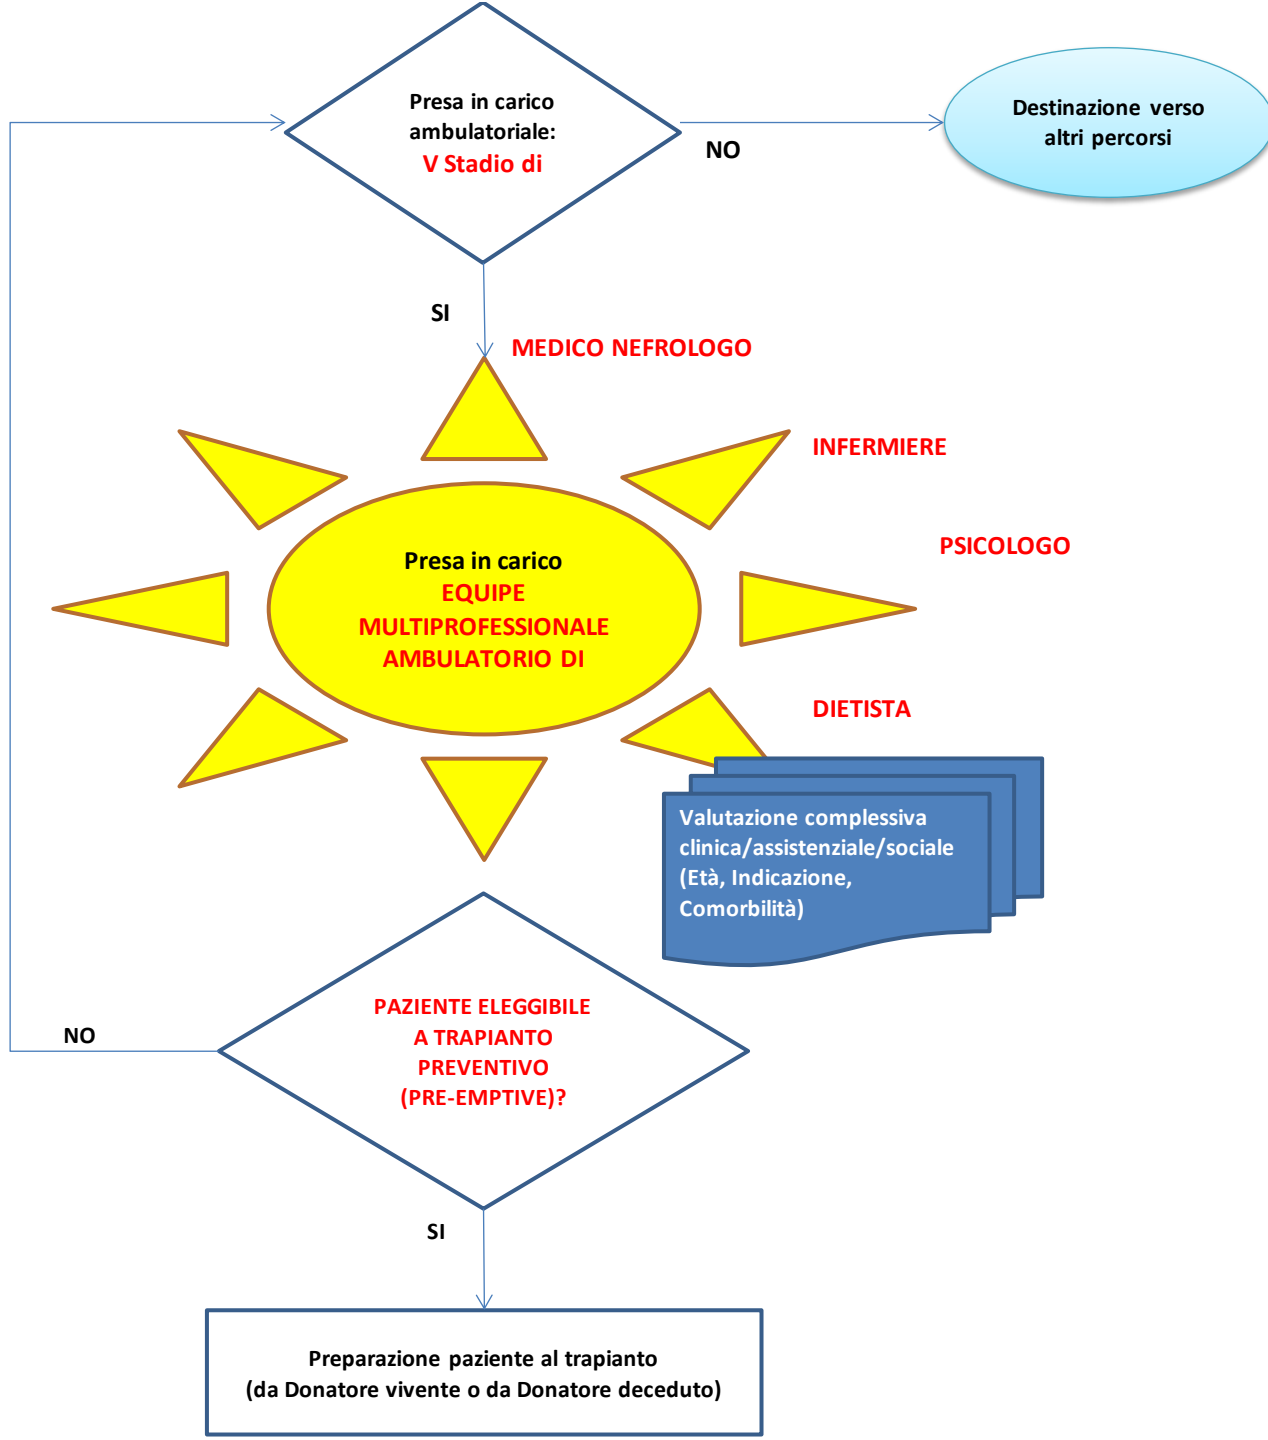 Presa in carico
ambulatoriale:
V Stadio di
NO
Destinazione verso
altri percorsi
SI
MEDICO NEFROLOGO
INFERMIERE
PSICOLOGO
Presa in carico
EQUIPE
MULTIPROFESSIONALE
AMBULATORIO DI
DIETISTA
Valutazione complessiva
clinica/assistenziale/sociale
(Età, Indicazione,
Comorbilità)
PAZIENTE ELEGGIBILE
A TRAPIANTO
PREVENTIVO
(PRE-EMPTIVE)?
NO
SI
Preparazione paziente al trapianto
(da Donatore vivente o da Donatore deceduto)